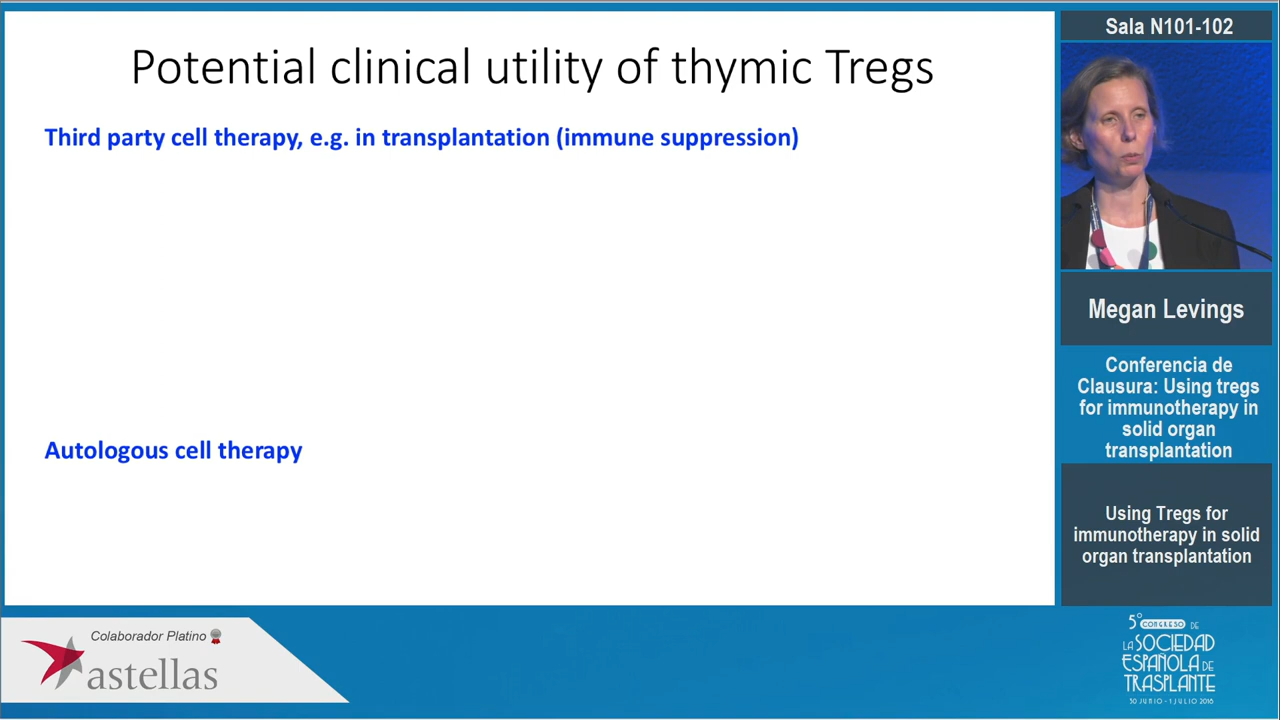 Potential clinical utility of thymic Tregs
Third party cell therapy, e.g. in transplantation (immune suppression)
Autologous cell therapy
Sala N101-102
Megan Levings
Conferencia de
Clausura: Using tregs
for immunotherapy in
solid organ
transplantation
Using Tregs for
immunotherapy in solid
organ transplantation
Colaborador Platino
astellas
5º CONGRESO DE
LA SOCIEDAD
ESPAÑOLA DE
TRASPLANTE
30 JUNIO - 1 JULIO 2016